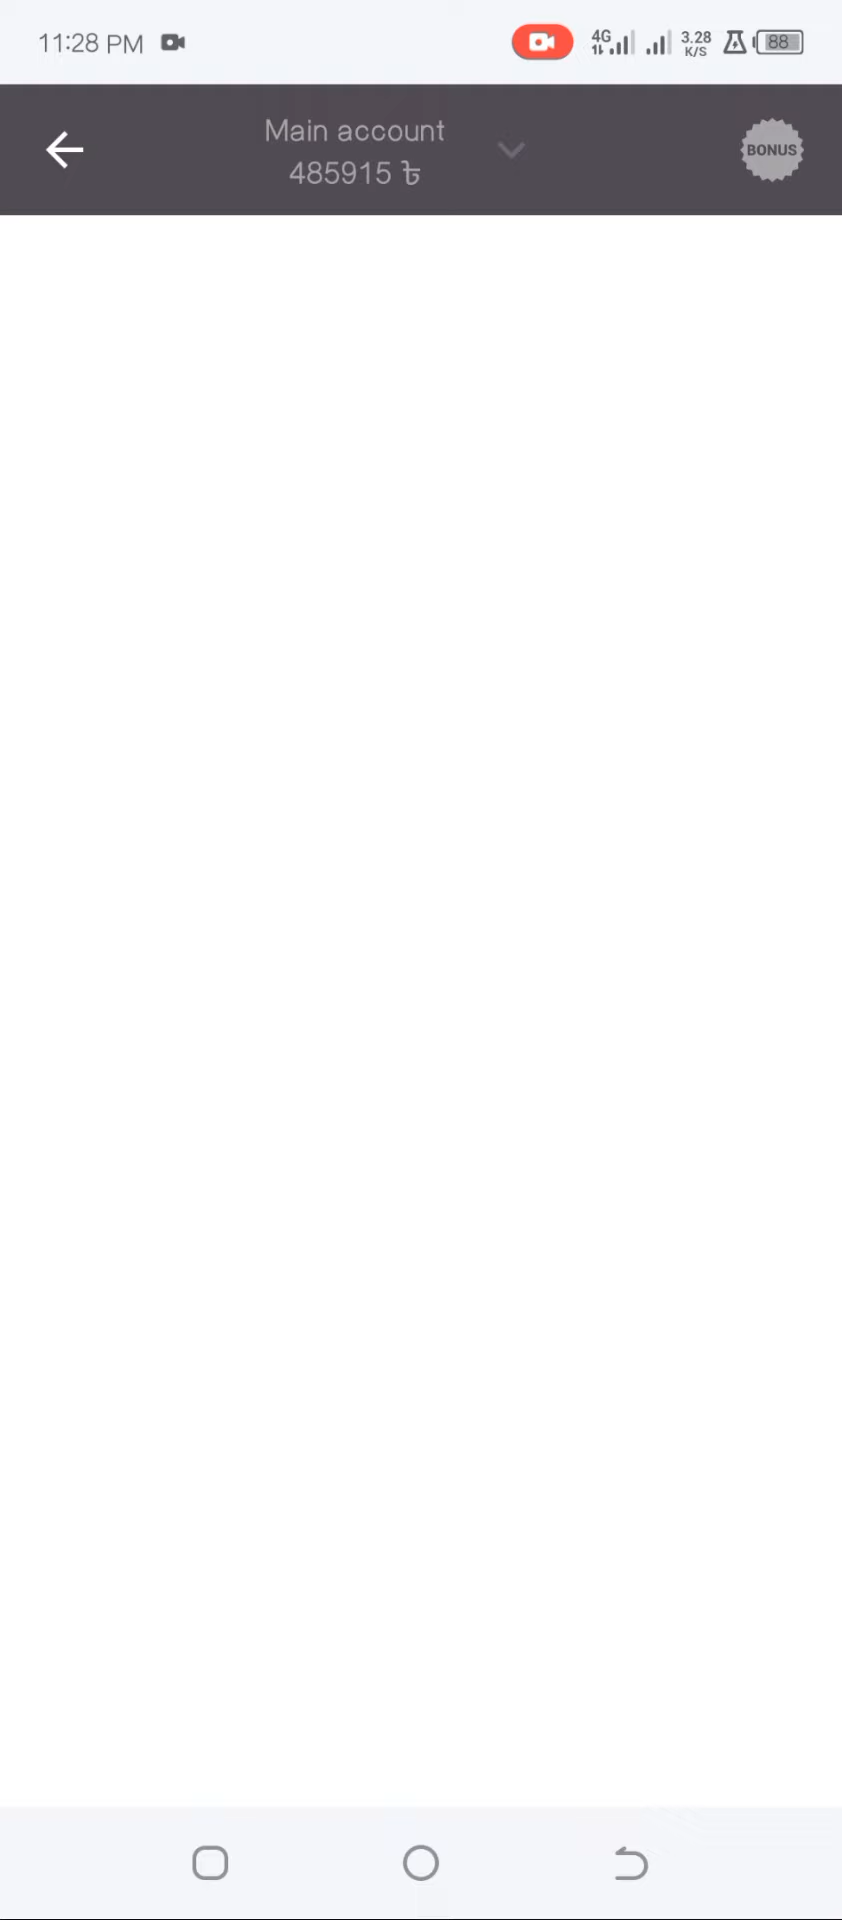 11:28 PM
4G
3.28
K/S
88
Main account
485915 ৳
BONUS